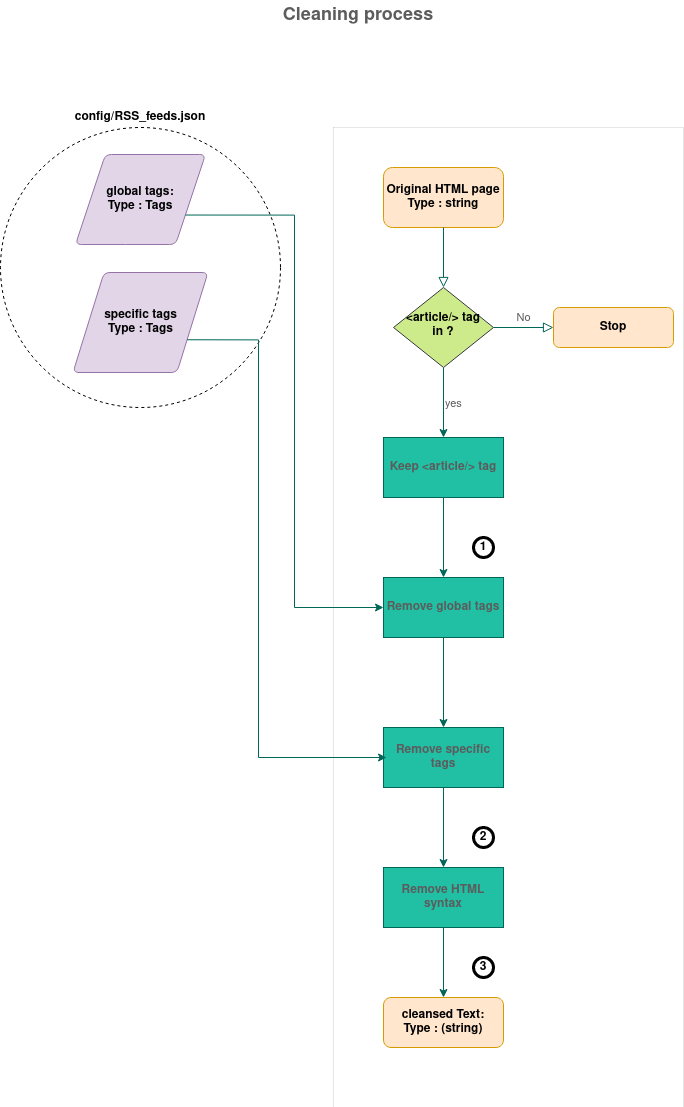 Cleaning process
config/RSS_feeds.json
global tags:
Type : Tags
specific tags
Type : Tags
Original HTML page
Type : string
<article/> tag
in ?
No
Stop
yes
Keep <article/> tag
1
Remove global tags
Remove specific
tags
2
Remove HTML
syntax
3
cleansed Text:
Type : (string)